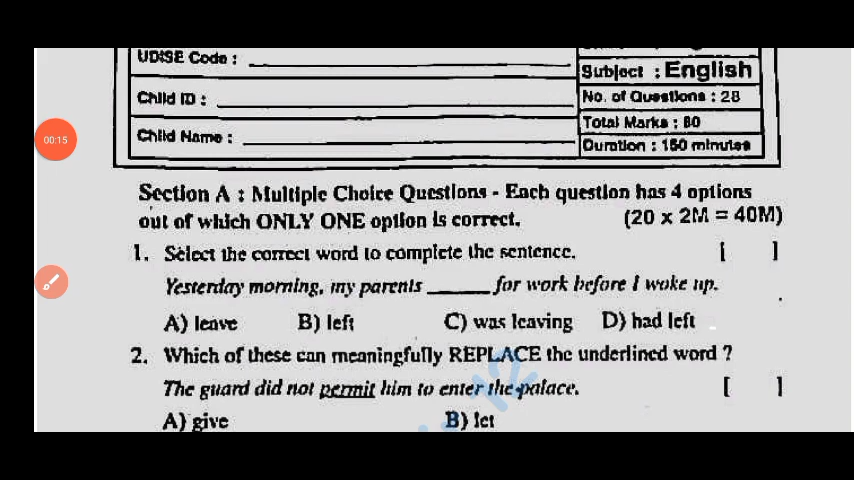 UDISE Code :
Subject : English
Child ID :
No. of Questions : 28
Total Marks : 80
Child Name :
Duration : 150 minutes
00:15
Section A : Multiple Choice Questions - Each question has 4 options
out of which ONLY ONE option is correct. (20 x 2M = 40M)
1. Select the correct word to complete the sentence. [ ]
Yesterday morning, my parents ______ for work before I woke up.
A) leave B) left C) was leaving D) had left
2. Which of these can meaningfully REPLACE the underlined word ?
The guard did not permit him to enter the palace. [ ]
A) give B) let
12